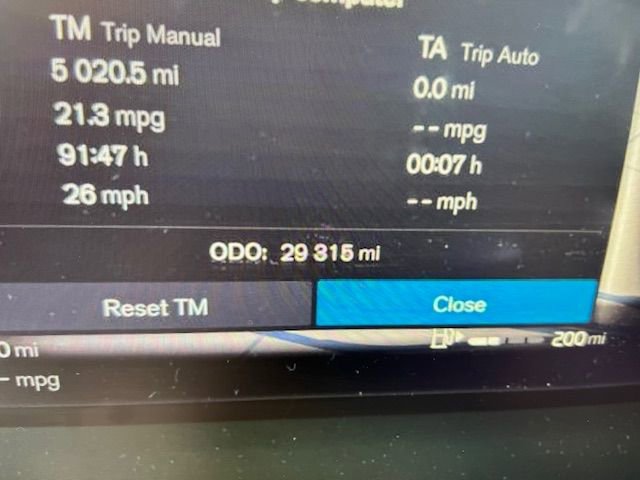 Computer
TM Trip Manual
5 020.5 mi
21.3 mpg
91:47 h
26 mph
TA Trip Auto
0.0 mi
-- mpg
00:07 h
-- mph
ODO: 29 315 mi
Reset TM
Close
200 mi
0 mi
- mpg